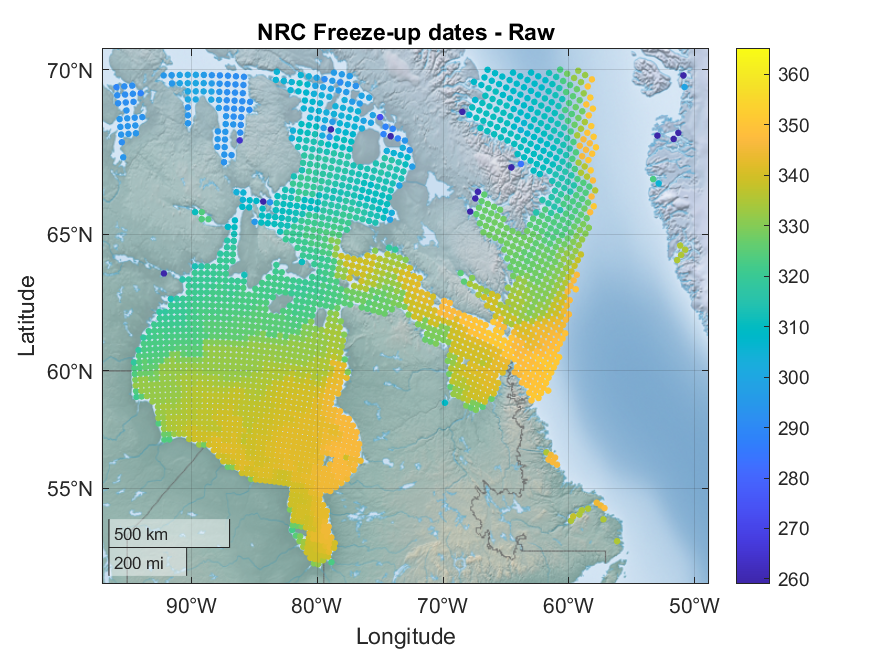 NRC Freeze-up dates - Raw
70°N
65°N
60°N
55°N
Latitude
500 km
200 mi
90°W
80°W
70°W
60°W
50°W
Longitude
360
350
340
330
320
310
300
290
280
270
260